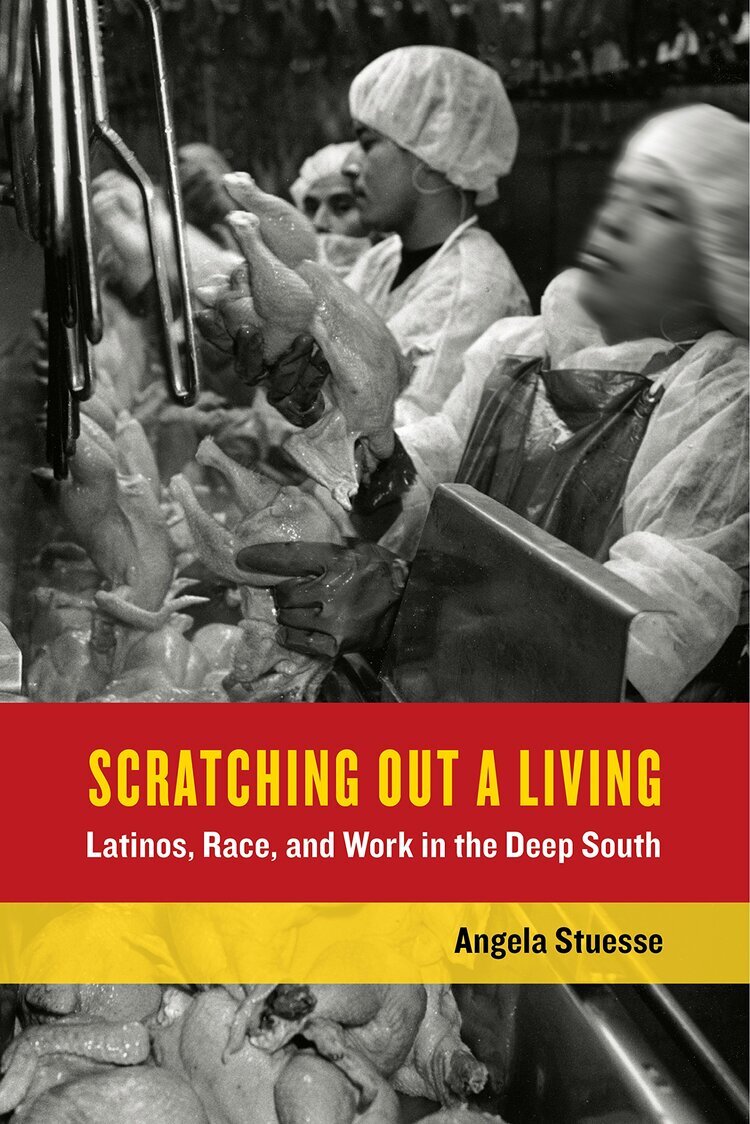 SCRATCHING OUT A LIVING
Latinos, Race, and Work in the Deep South
Angela Stuesse